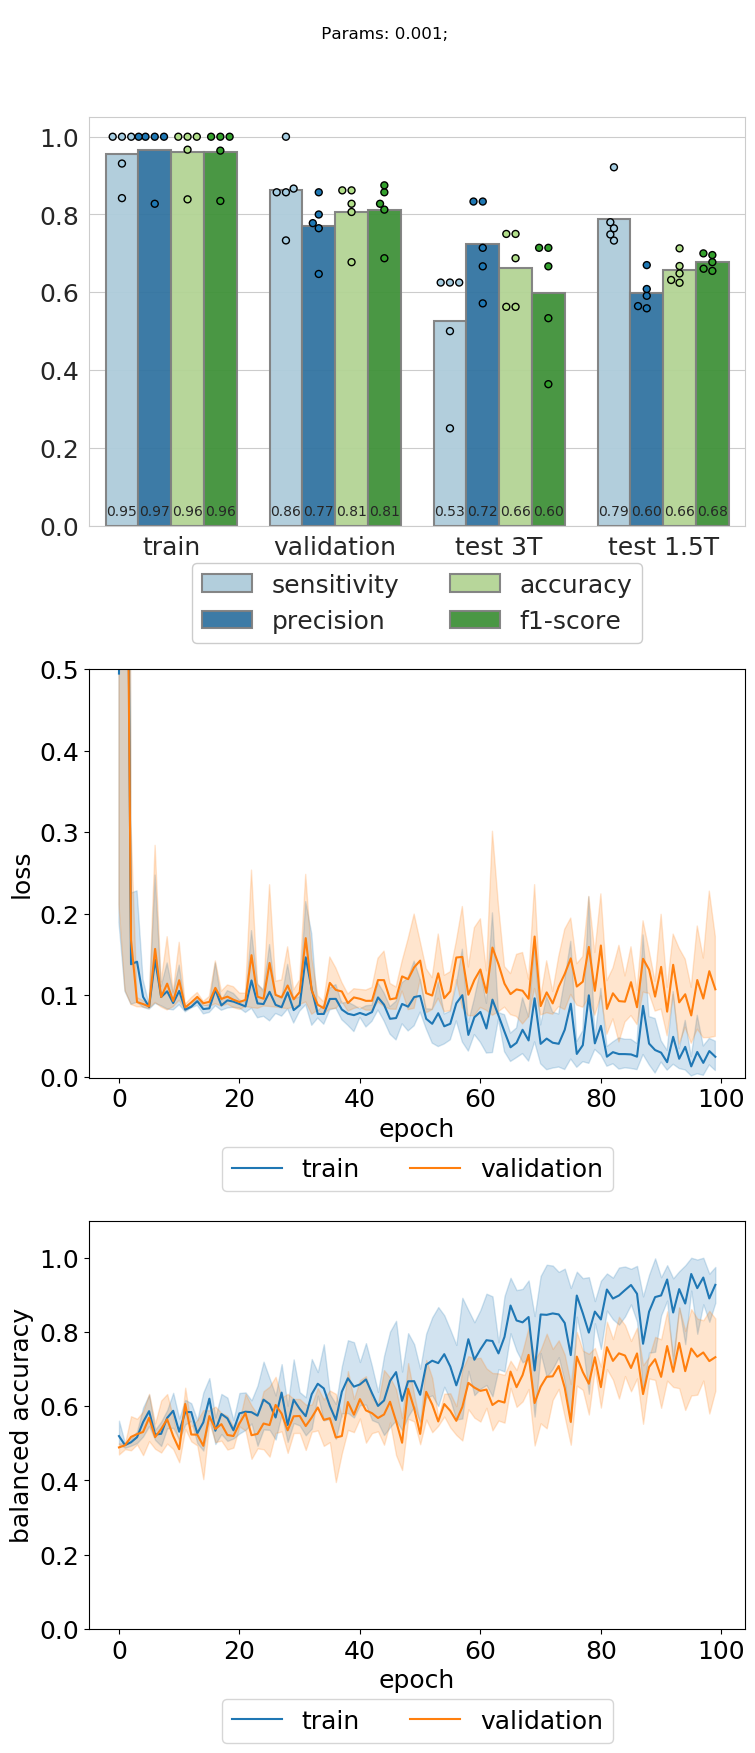 Params: 0.001;
1.0
0.8
0.6
0.4
0.2
0.0
0.95 0.97 0.96 0.96 0.86 0.77 0.81 0.81 0.53 0.72 0.66 0.60 0.79 0.60 0.66 0.68
train validation test 3T test 1.5T
sensitivity accuracy
precision f1-score
0.5
0.4
0.3
0.2
0.1
0.0
loss
0 20 40 60 80 100
epoch
train validation
1.0
0.8
0.6
0.4
0.2
0.0
balanced accuracy
0 20 40 60 80 100
epoch
train validation